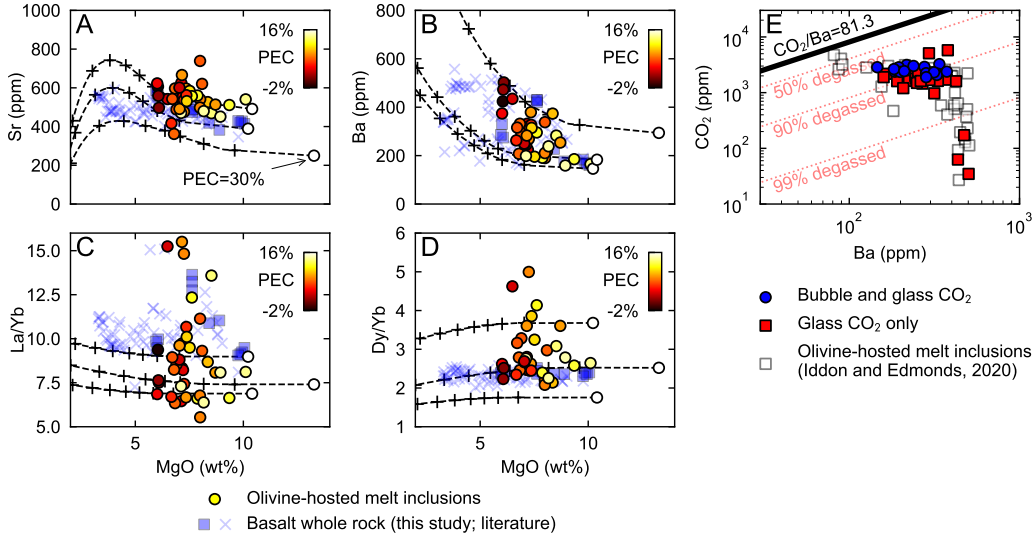 A
16%
PEC
-2%
Sr (ppm)
1000
800
600
400
200
0
PEC=30%
B
16%
PEC
-2%
Ba (ppm)
800
600
400
200
0
E
CO₂/Ba=81.3
50% degassed
90% degassed
99% degassed
CO₂ (ppm)
10⁴
10³
10²
10¹
10²
10³
Ba (ppm)
C
16%
PEC
-2%
La/Yb
15.0
12.5
10.0
7.5
5.0
5
10
MgO (wt%)
D
16%
PEC
-2%
Dy/Yb
6
5
4
3
2
1
5
10
MgO (wt%)
Bubble and glass CO₂
Glass CO₂ only
Olivine-hosted melt inclusions
(Iddon and Edmonds, 2020)
Olivine-hosted melt inclusions
Basalt whole rock (this study; literature)